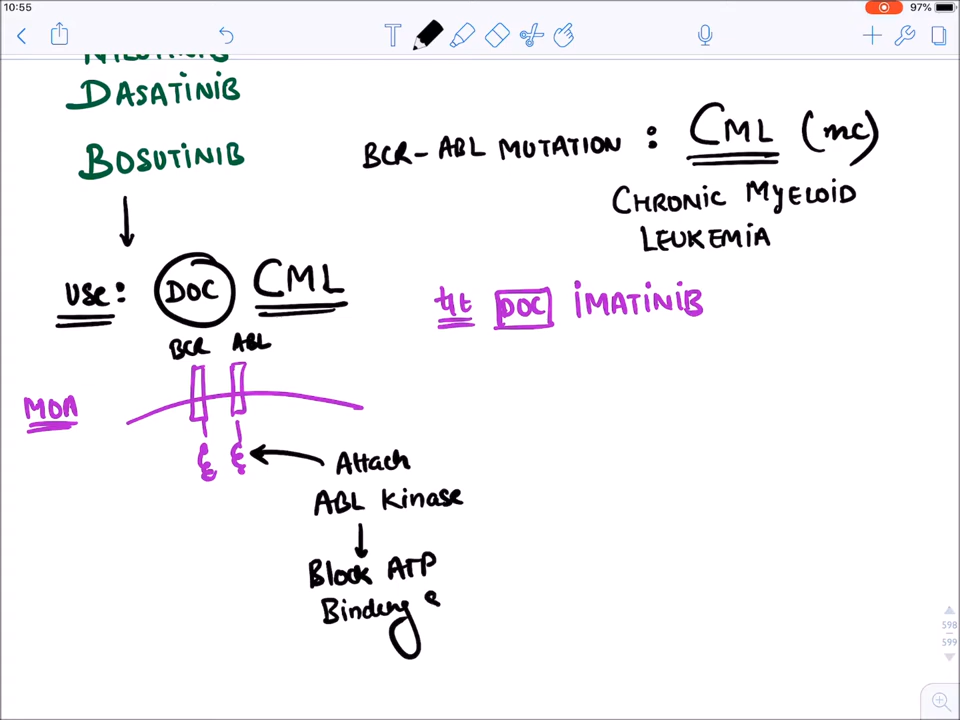 10:55
97%
T
DASATINIB
BOSUTINIB
BCR-ABL MUTATION : CML (mc)
CHRONIC MYELOID
LEUKEMIA
USE: DOC CML
DOC IMATINIB
BCR ABL
MOA
Attach
ABL Kinase
Block ATP
Binding
598
599